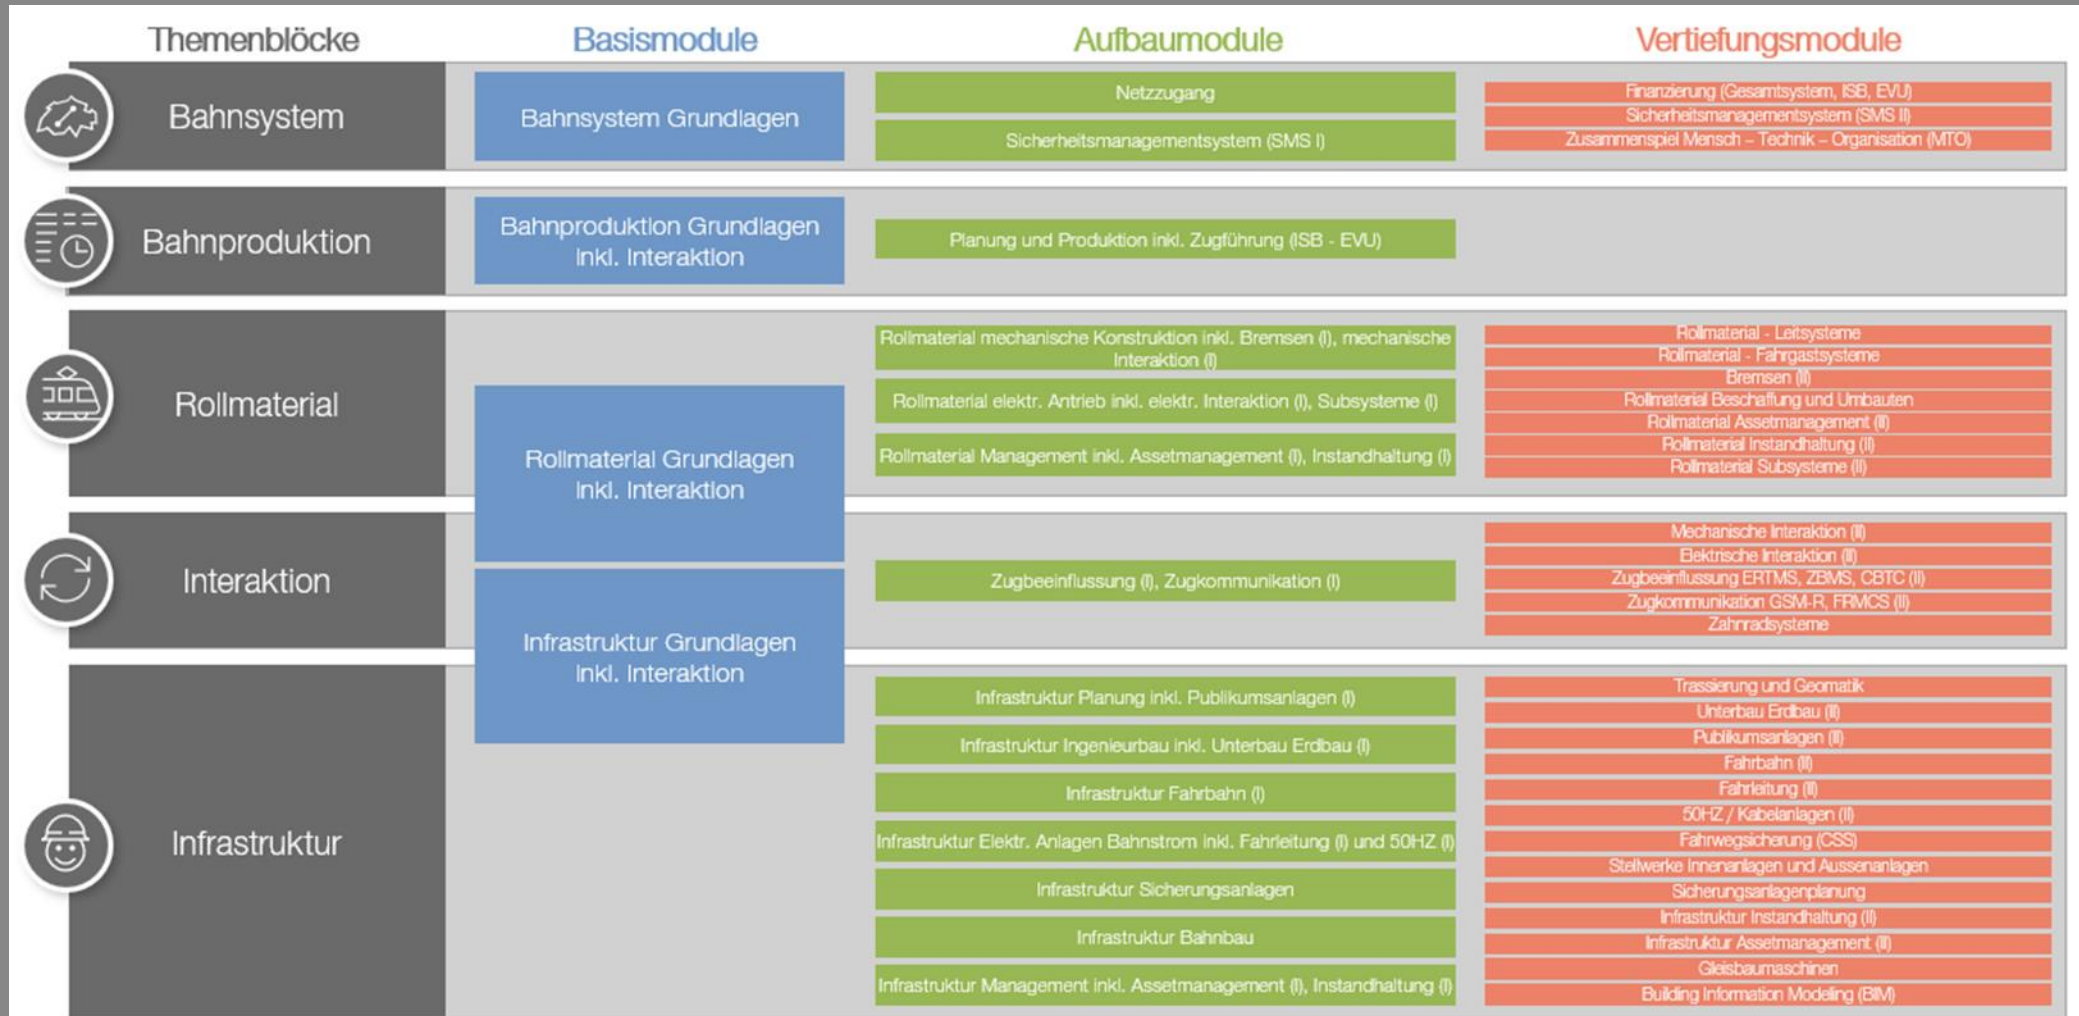 Themenblöcke
Basismodule
Aufbaumodule
Vertiefungsmodule
Bahnsystem
Bahnsystem Grundlagen
Netzzugang
Sicherheitsmanagementsystem (SMS I)
Finanzierung (Gesamtsystem, ISB, EVU)
Sicherheitsmanagementsystem (SMS II)
Zusammenspiel Mensch – Technik – Organisation (MTO)
Bahnproduktion
Bahnproduktion Grundlagen
inkl. Interaktion
Planung und Produktion inkl. Zugführung (ISB - EVU)
Rollmaterial
Rollmaterial Grundlagen
inkl. Interaktion
Rollmaterial mechanische Konstruktion inkl. Bremsen (I), mechanische
Interaktion (I)
Rollmaterial elektr. Antrieb inkl. elektr. Interaktion (I), Subsysteme (I)
Rollmaterial Management inkl. Assetmanagement (I), Instandhaltung (I)
Rollmaterial - Leitsysteme
Rollmaterial - Fahrgastsysteme
Bremsen (II)
Rollmaterial Beschaffung und Umbauten
Rollmaterial Assetmanagement (II)
Rollmaterial Instandhaltung (II)
Rollmaterial Subsysteme (II)
Interaktion
Infrastruktur Grundlagen
inkl. Interaktion
Zugbeeinflussung (I), Zugkommunikation (I)
Mechanische Interaktion (II)
Elektrische Interaktion (II)
Zugbeeinflussung ERTMS, ZBMS, CBTC (II)
Zugkommunikation GSM-R, FRMCS (II)
Zahnradsysteme
Infrastruktur
Infrastruktur Planung inkl. Publikumsanlagen (I)
Infrastruktur Ingenieurbau inkl. Unterbau Erdbau (I)
Infrastruktur Fahrbahn (I)
Infrastruktur Elektr. Anlagen Bahnstrom inkl. Fahrleitung (I) und 50HZ (I)
Infrastruktur Sicherungsanlagen
Infrastruktur Bahnbau
Infrastruktur Management inkl. Assetmanagement (I), Instandhaltung (I)
Trassierung und Geomatik
Unterbau Erdbau (II)
Publikumsanlagen (II)
Fahrbahn (II)
Fahrleitung (II)
50HZ / Kabelanlagen (II)
Fahrwegsicherung (CSS)
Stellwerke Innenanlagen und Aussenanlagen
Sicherungsanlagenplanung
Infrastruktur Instandhaltung (II)
Infrastruktur Assetmanagement (II)
Gleisbaumaschinen
Building Information Modeling (BIM)